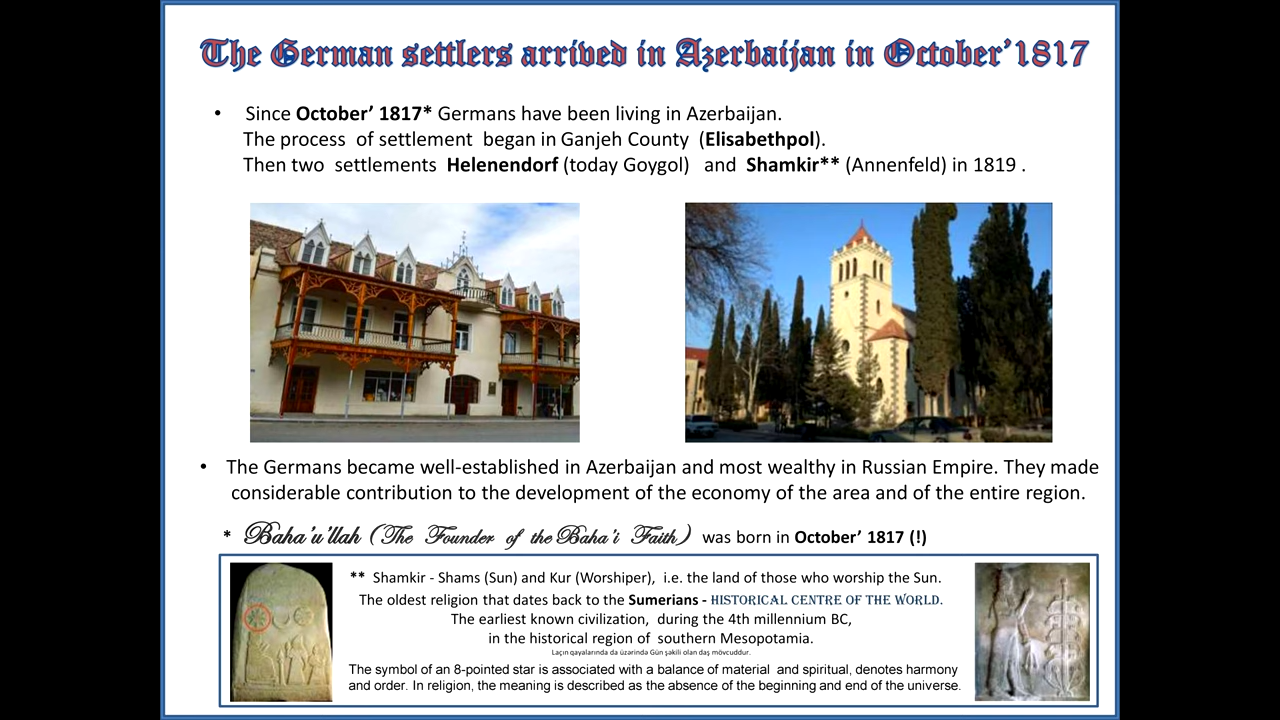 The German settlers arrived in Azerbaijan in October’1817
• Since October’ 1817* Germans have been living in Azerbaijan.
The process of settlement began in Ganjeh County (Elisabethpol).
Then two settlements Helenendorf (today Goygol) and Shamkir** (Annenfeld) in 1819 .
• The Germans became well-established in Azerbaijan and most wealthy in Russian Empire. They made
considerable contribution to the development of the economy of the area and of the entire region.
* Baha’u’llah (The Founder of the Baha’i Faith) was born in October’ 1817 (!)
** Shamkir - Shams (Sun) and Kur (Worshiper), i.e. the land of those who worship the Sun.
The oldest religion that dates back to the Sumerians - HISTORICAL CENTRE OF THE WORLD.
The earliest known civilization, during the 4th millennium BC,
in the historical region of southern Mesopotamia.
Laçın qayalarında da üzərində Gün şəkili olan daş mövcuddur.
The symbol of an 8-pointed star is associated with a balance of material and spiritual, denotes harmony
and order. In religion, the meaning is described as the absence of the beginning and end of the universe.